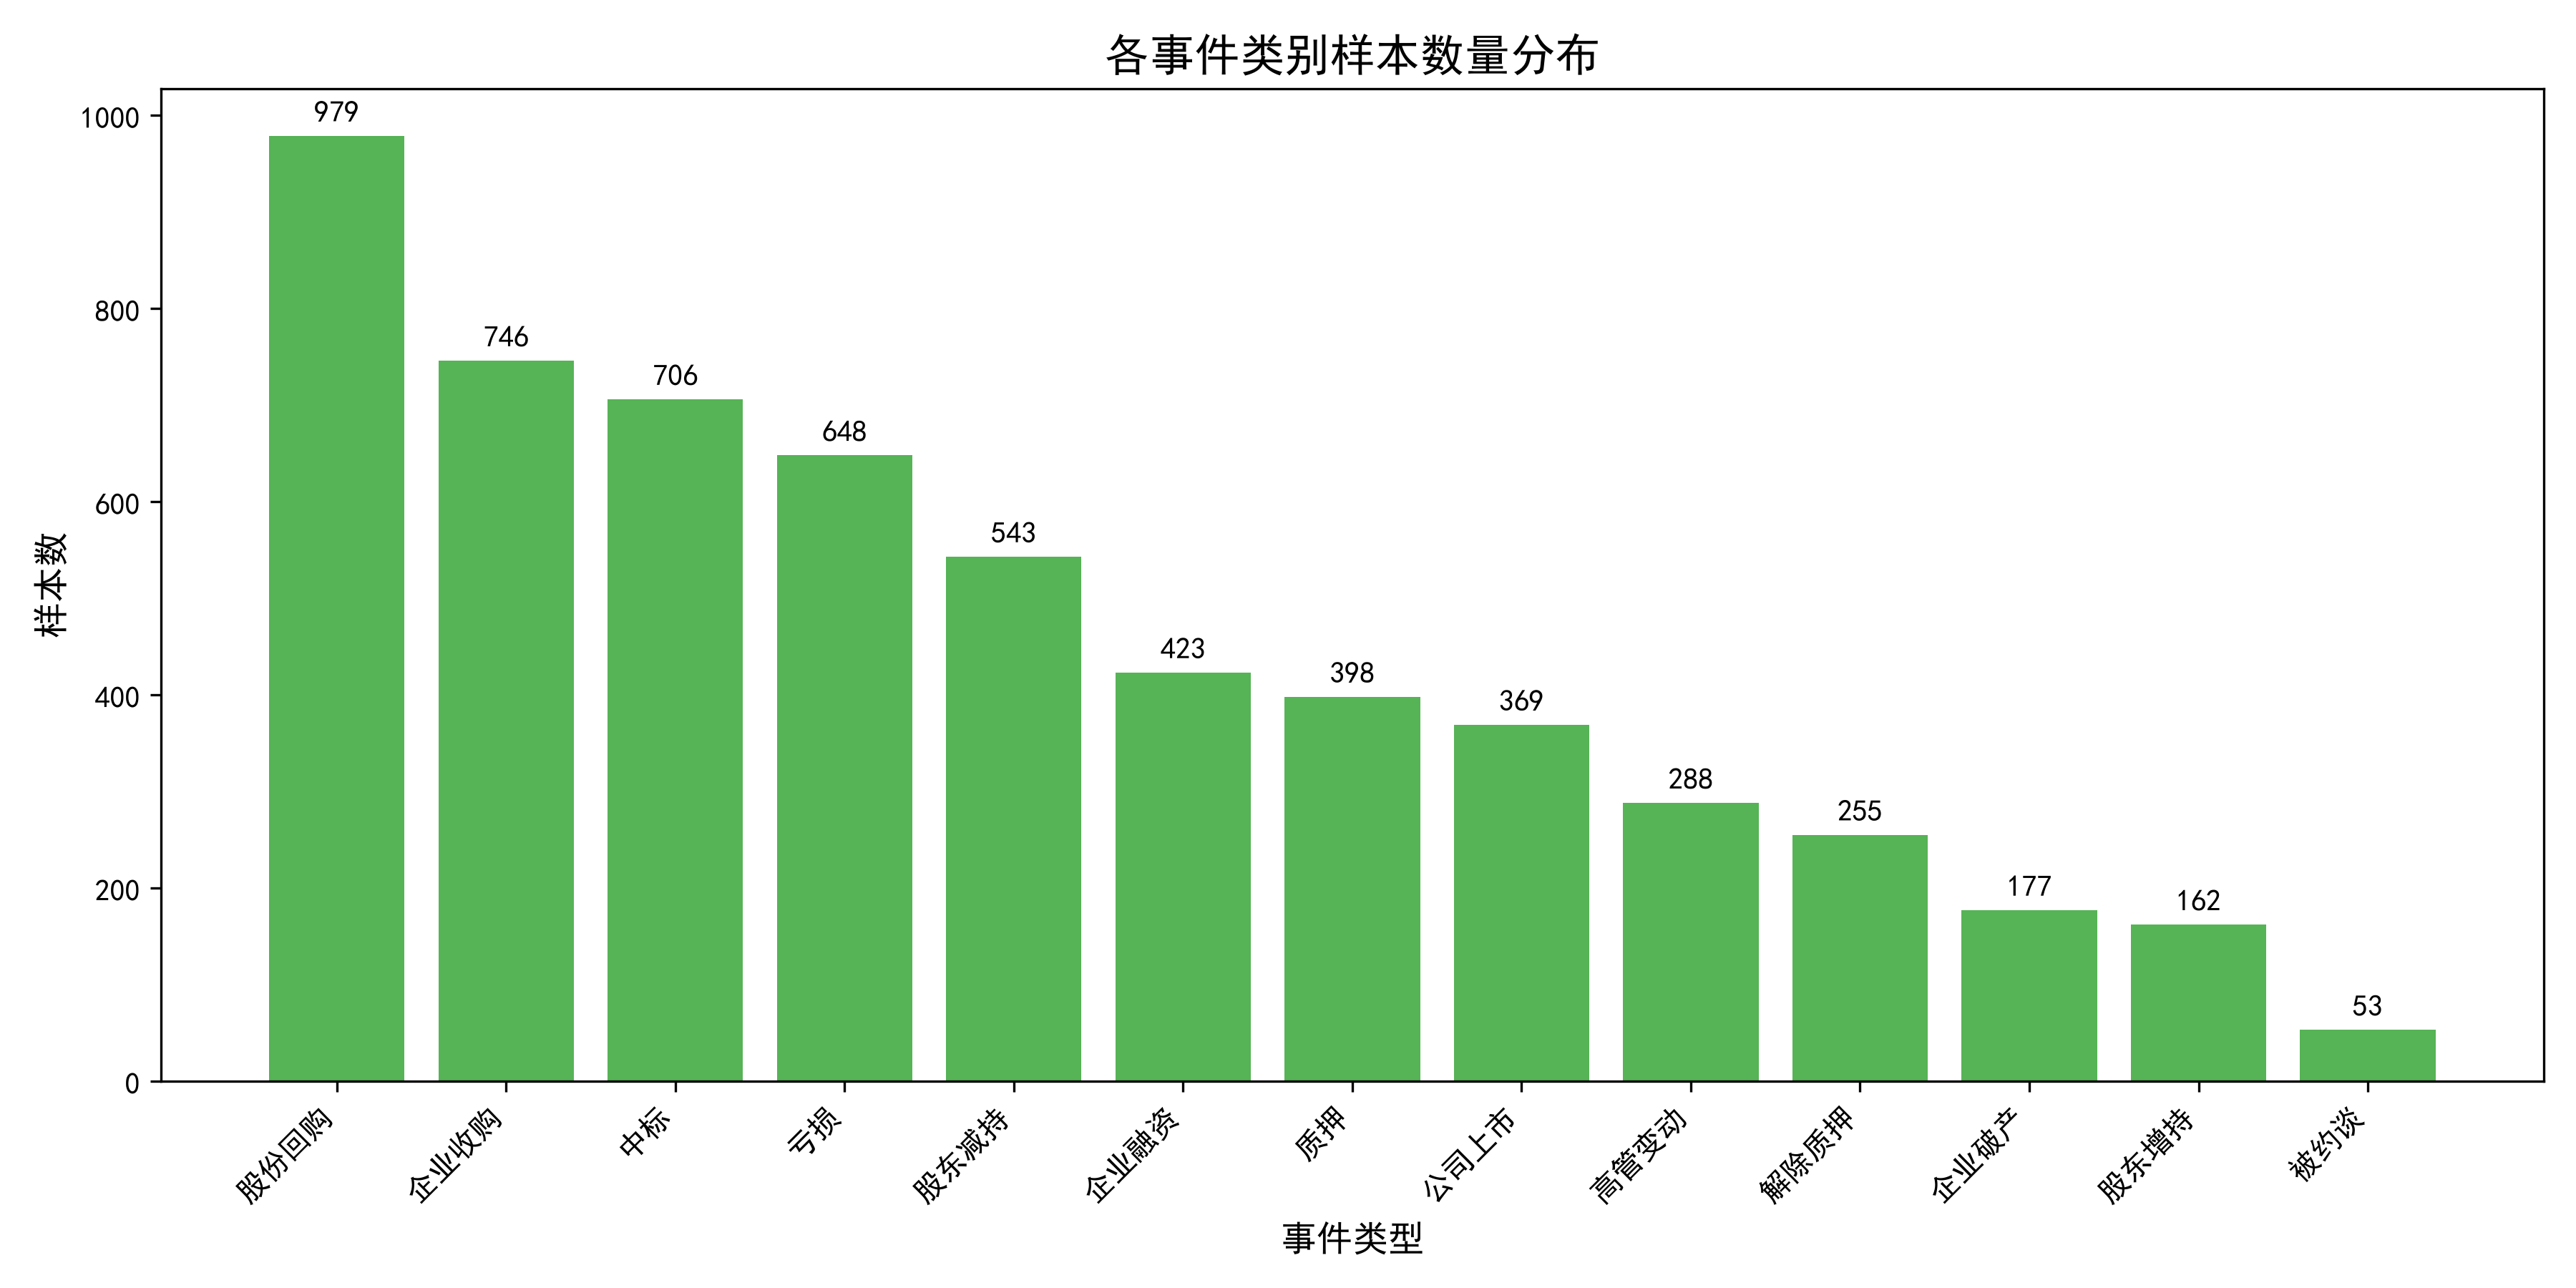 各事件类别样本数量分布
样本数
1000
800
600
400
200
0
979
746
706
648
543
423
398
369
288
255
177
162
53
股份回购
企业收购
中标
亏损
股东减持
企业融资
质押
公司上市
高管变动
解除质押
企业破产
股东增持
被约谈
事件类型